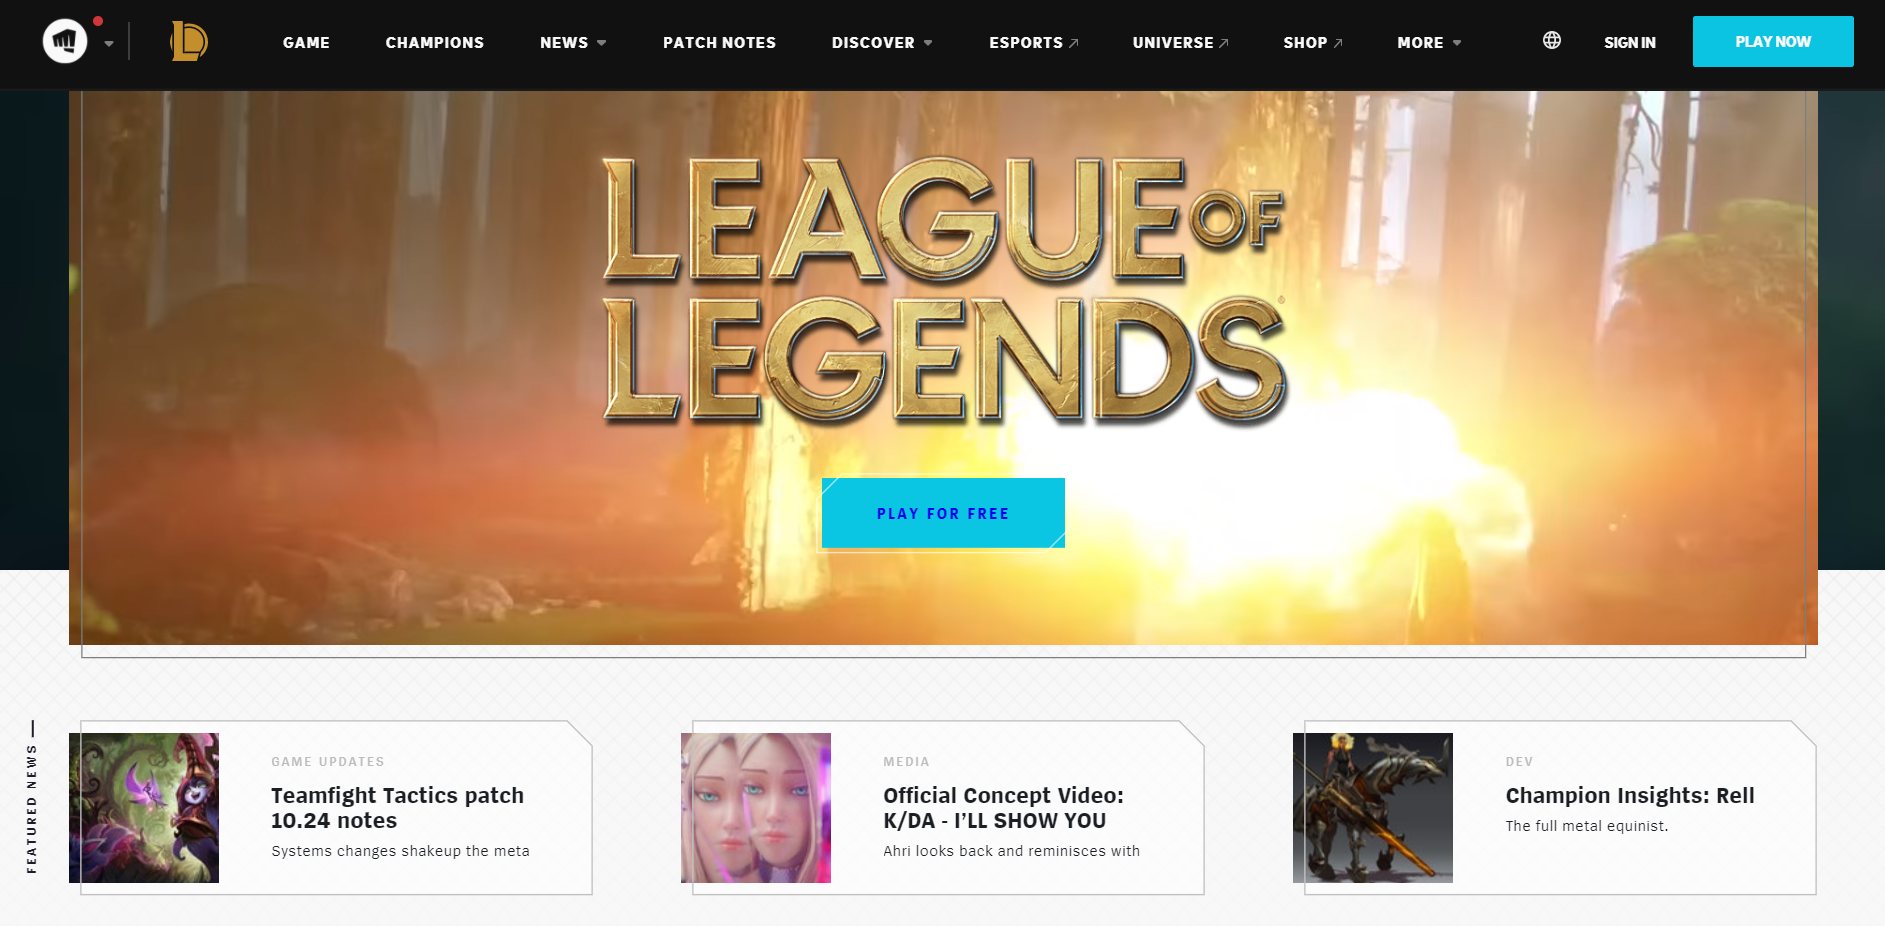 GAME
CHAMPIONS
NEWS
PATCH NOTES
DISCOVER
ESPORTS
UNIVERSE
SHOP
MORE
SIGN IN
PLAY NOW
LEAGUE OF
LEGENDS
PLAY FOR FREE
FEATURED NEWS
GAME UPDATES
Teamfight Tactics patch
10.24 notes
Systems changes shakeup the meta
MEDIA
Official Concept Video:
K/DA - I’LL SHOW YOU
Ahri looks back and reminisces with
DEV
Champion Insights: Rell
The full metal equinist.